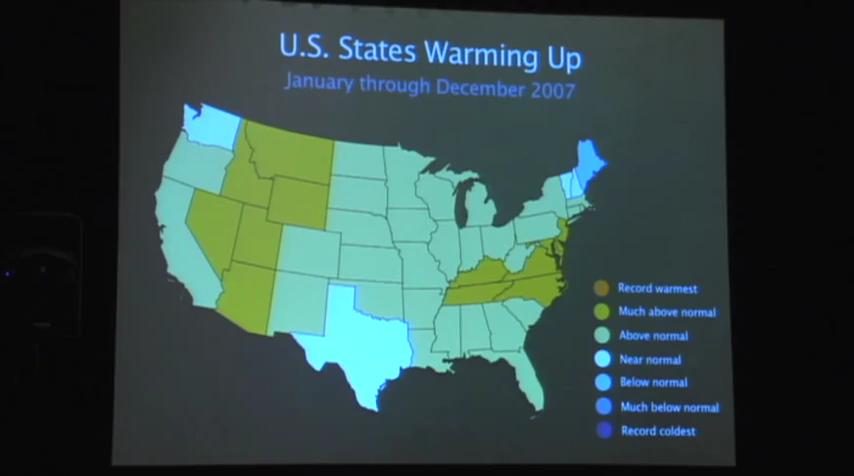 U.S. States Warming Up
January through December 2007
Record warmest
Much above normal
Above normal
Near normal
Below normal
Much below normal
Record coldest